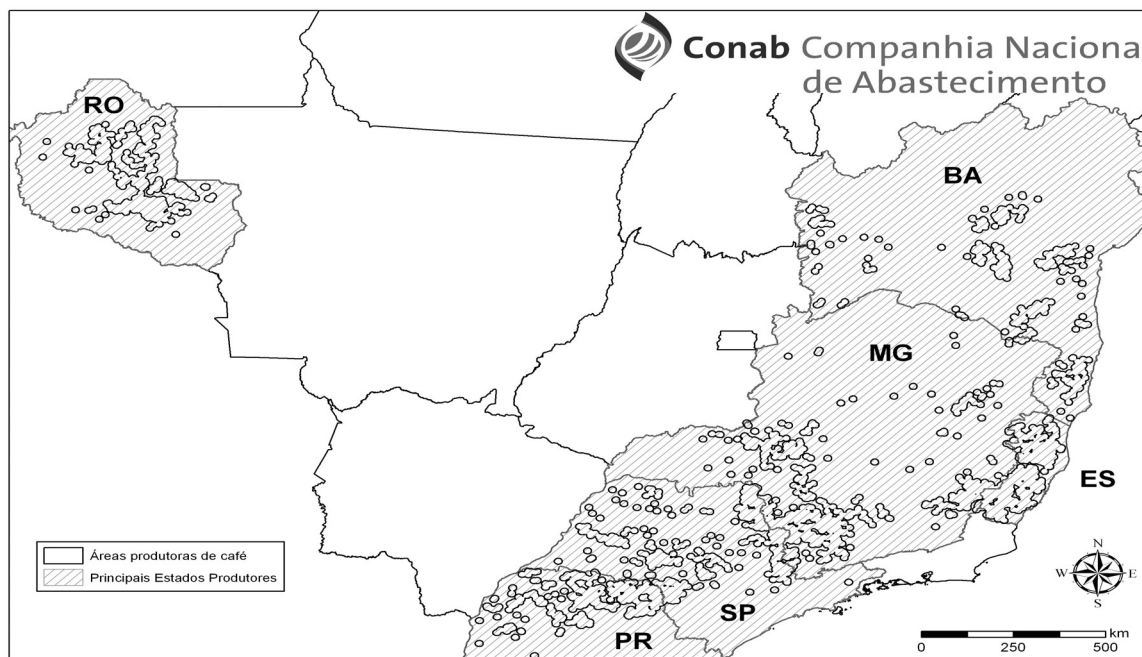 Conab Companhia Naciona
de Abastecimento
RO
BA
MG
ES
SP
PR
Áreas produtoras de café
Principais Estados Produtores
N
W E
S
km
0 250 500